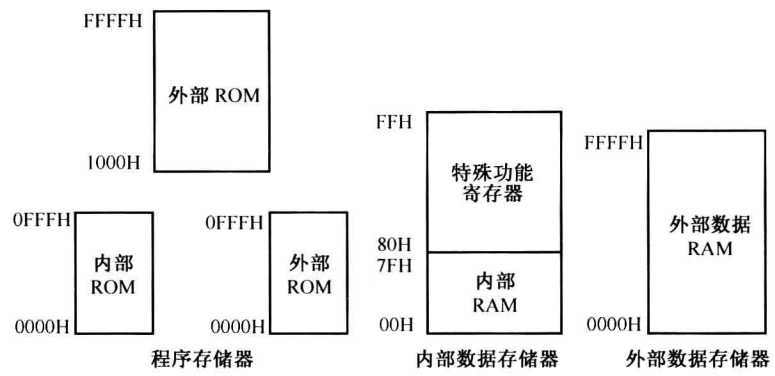 FFFFH
外部 ROM
1000H
0FFFH
内部
ROM
0000H
0FFFH
外部
ROM
0000H
程序存储器
FFH
特殊功能
寄存器
80H
7FH
内部
RAM
00H
内部数据存储器
FFFFH
外部数据
RAM
0000H
外部数据存储器